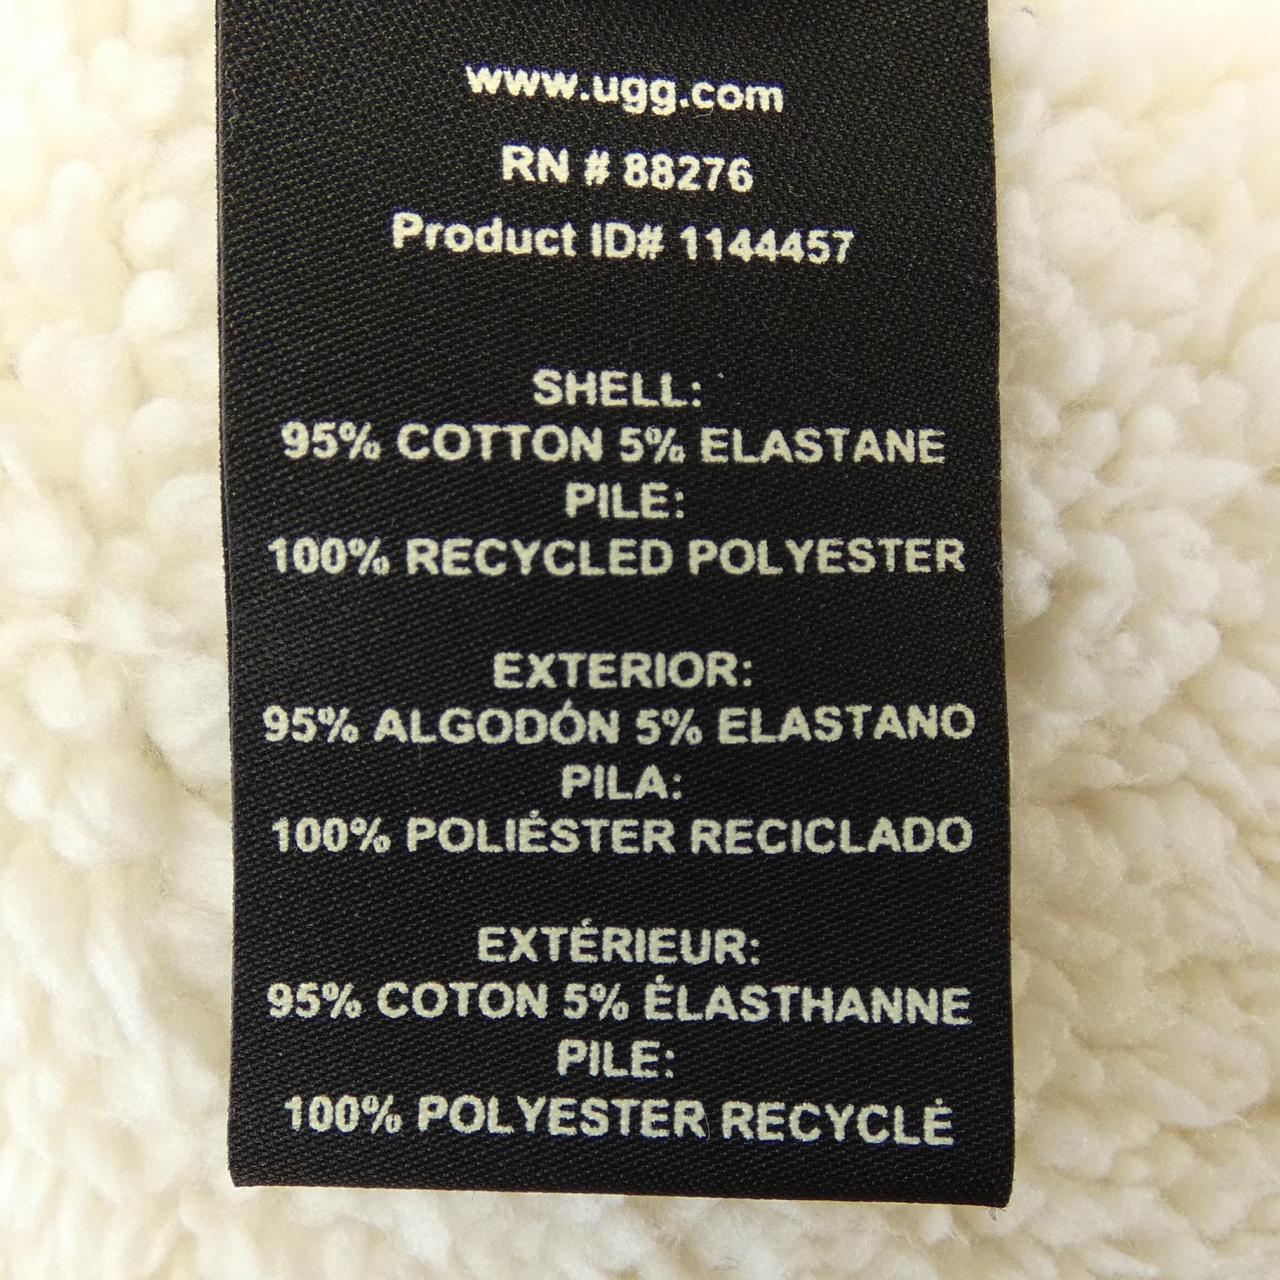 www.ugg.com
RN # 88276
Product ID# 1144457
SHELL:
95% COTTON 5% ELASTANE
PILE:
100% RECYCLED POLYESTER
EXTERIOR:
95% ALGODÓN 5% ELASTANO
PILA:
100% POLIÉSTER RECICLADO
EXTÉRIEUR:
95% COTON 5% ÉLASTHANNE
PILE:
100% POLYESTER RECYCLÉ